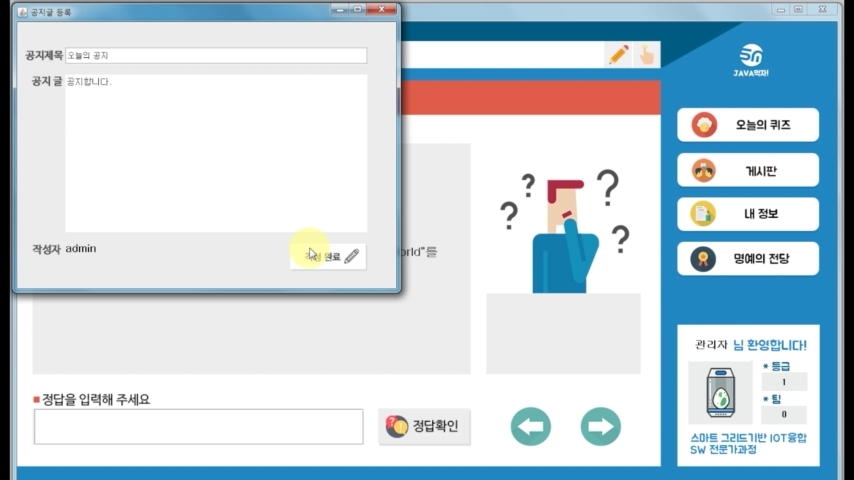 공지글 등록
공지제목 오늘의 공지
공지 글 공지합니다.
작성자 admin
완료
orld"를
? ? ? ?
■정답을 입력해 주세요
정답확인
JAVA먹자!
오늘의 퀴즈
게시판
내 정보
명예의 전당
관리자 님 환영합니다!
* 등급
1
* 팀
0
스마트 그리드기반 IOT융합
SW 전문가과정